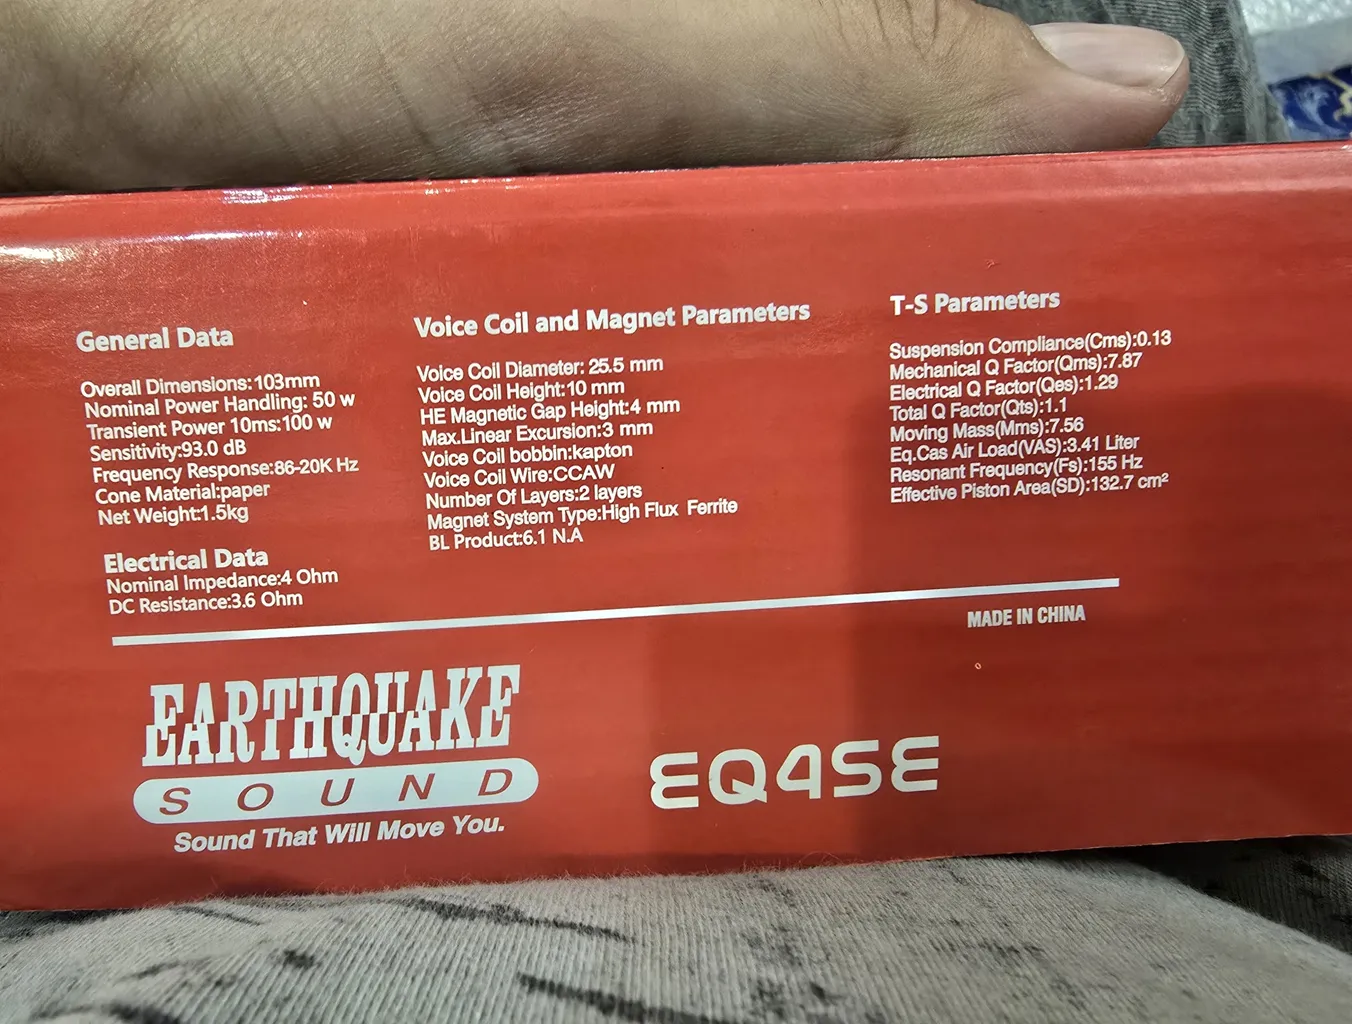 General Data
Overall Dimensions:103mm
Nominal Power Handling: 50 w
Transient Power 10ms:100 w
Sensitivity:93.0 dB
Frequency Response:86-20K Hz
Cone Material:paper
Net Weight:1.5kg
Electrical Data
Nominal Impedance:4 Ohm
DC Resistance:3.6 Ohm
Voice Coil and Magnet Parameters
Voice Coil Diameter: 25.5 mm
Voice Coil Height:10 mm
HE Magnetic Gap Height:4 mm
Max.Linear Excursion:3 mm
Voice Coil bobbin:kapton
Voice Coil Wire:CCAW
Number Of Layers:2 layers
Magnet System Type:High Flux Ferrite
BL Product:6.1 N.A
T-S Parameters
Suspension Compliance(Cms):0.13
Mechanical Q Factor(Qms):7.87
Electrical Q Factor(Qes):1.29
Total Q Factor(Qts):1.1
Moving Mass(Mms):7.56
Eq.Cas Air Load(VAS):3.41 Liter
Resonant Frequency(Fs):155 Hz
Effective Piston Area(SD):132.7 cm²
MADE IN CHINA
EARTHQUAKE
SOUND
Sound That Will Move You.
EQ4SE